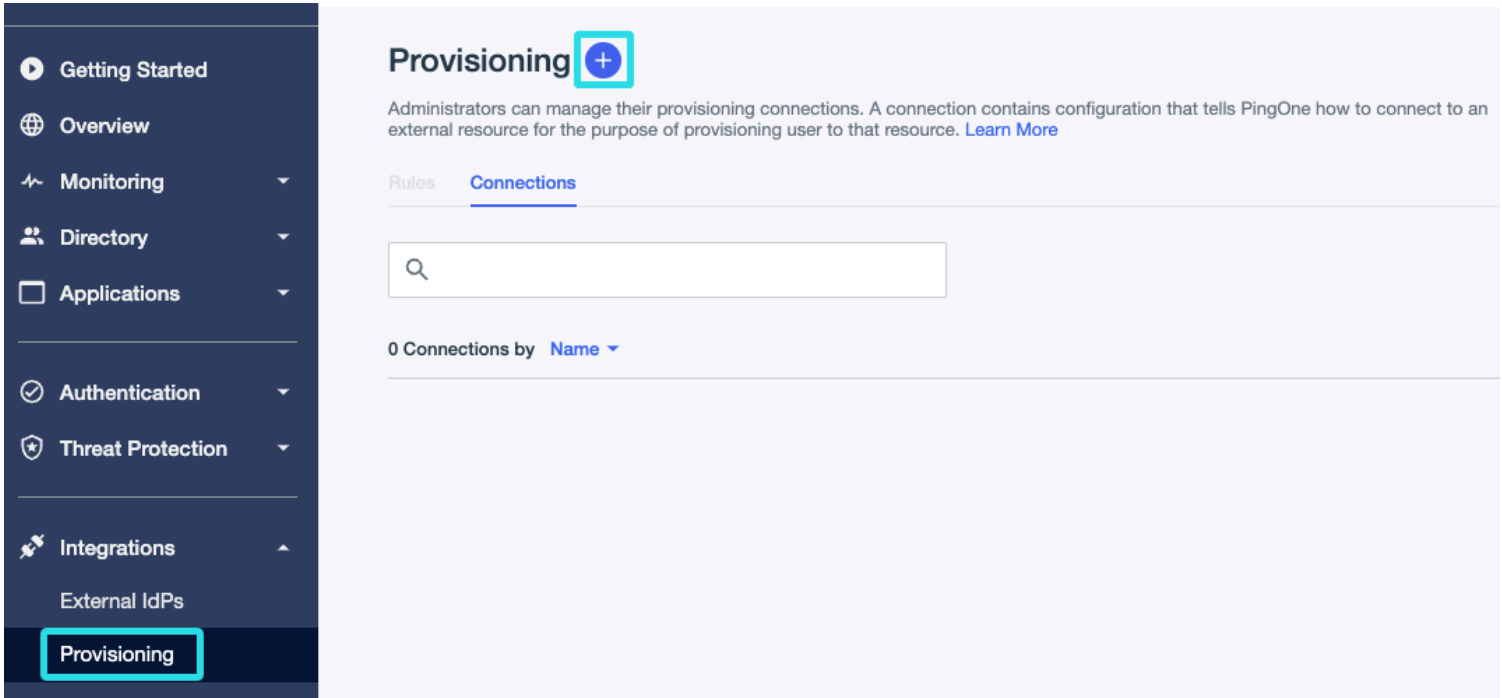 Getting Started
Overview
Monitoring
Directory
Applications
Authentication
Threat Protection
Integrations
External IdPs
Provisioning
Provisioning
Administrators can manage their provisioning connections. A connection contains configuration that tells PingOne how to connect to an
external resource for the purpose of provisioning user to that resource. Learn More
Rules Connections
0 Connections by Name